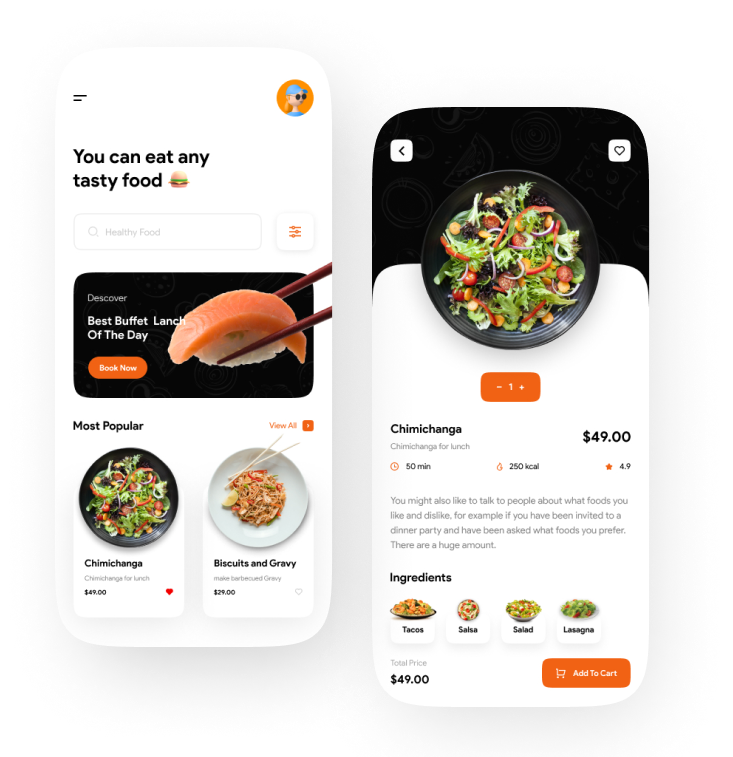 You can eat any
tasty food
Healthy Food
Descover
Best Buffet Lanch
Of The Day
Book Now
Most Popular
View All
Chimichanga
Chimichanga for lunch
$49.00
Biscuits and Gravy
make barbecued Gravy
$29.00
− 1 +
Chimichanga
$49.00
Chimichanga for lunch
50 min
250 kcal
4.9
You might also like to talk to people about what foods you
like and dislike, for example if you have been invited to a
dinner party and have been asked what foods you prefer.
There are a huge amount.
Ingredients
Tacos
Salsa
Salad
Lasagna
Total Price
$49.00
Add To Cart